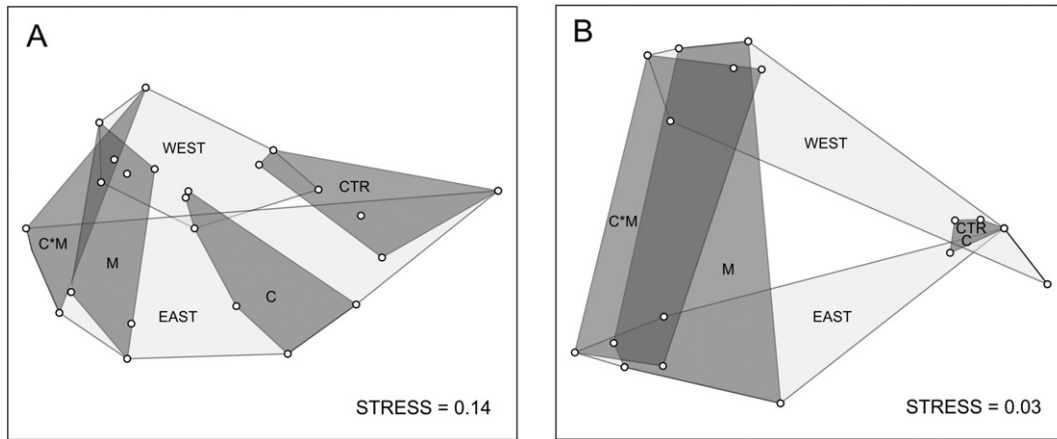 A
WEST
CTR
C*M
M
C
EAST
STRESS = 0.14
B
WEST
CTR
C
C*M
M
EAST
STRESS = 0.03